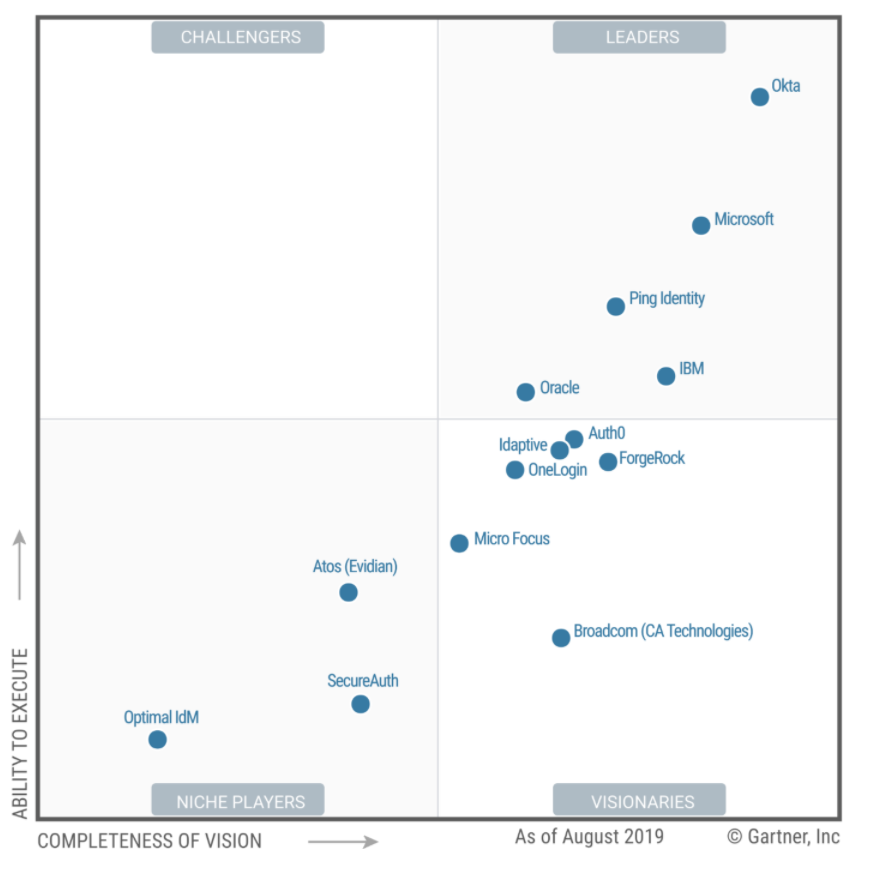 CHALLENGERS
LEADERS
Okta
Microsoft
Ping Identity
IBM
Oracle
Auth0
Idaptive
ForgeRock
OneLogin
Micro Focus
Atos (Evidian)
Broadcom (CA Technologies)
SecureAuth
Optimal IdM
NICHE PLAYERS
VISIONARIES
ABILITY TO EXECUTE
COMPLETENESS OF VISION
As of August 2019
© Gartner, Inc